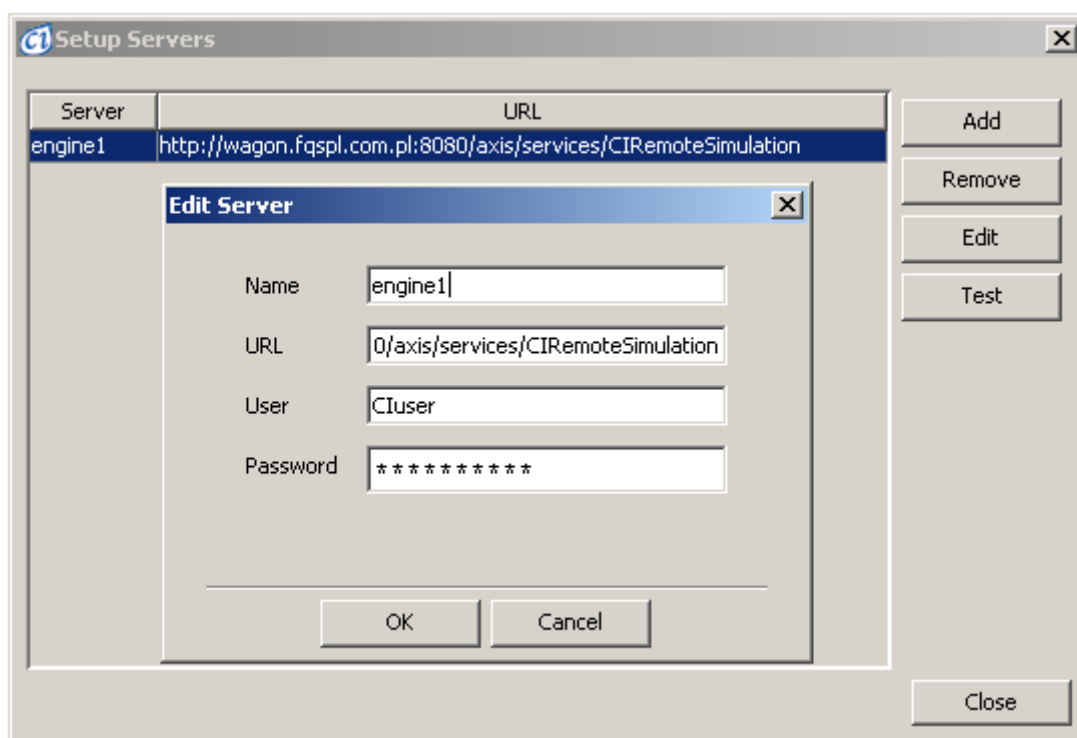 CI Setup Servers
Server URL
engine1 http://wagon.fqspl.com.pl:8080/axis/services/CIRemoteSimulation
Add
Remove
Edit
Test
Edit Server
Name engine1
URL 0/axis/services/CIRemoteSimulation
User CIuser
Password **********
OK Cancel
Close